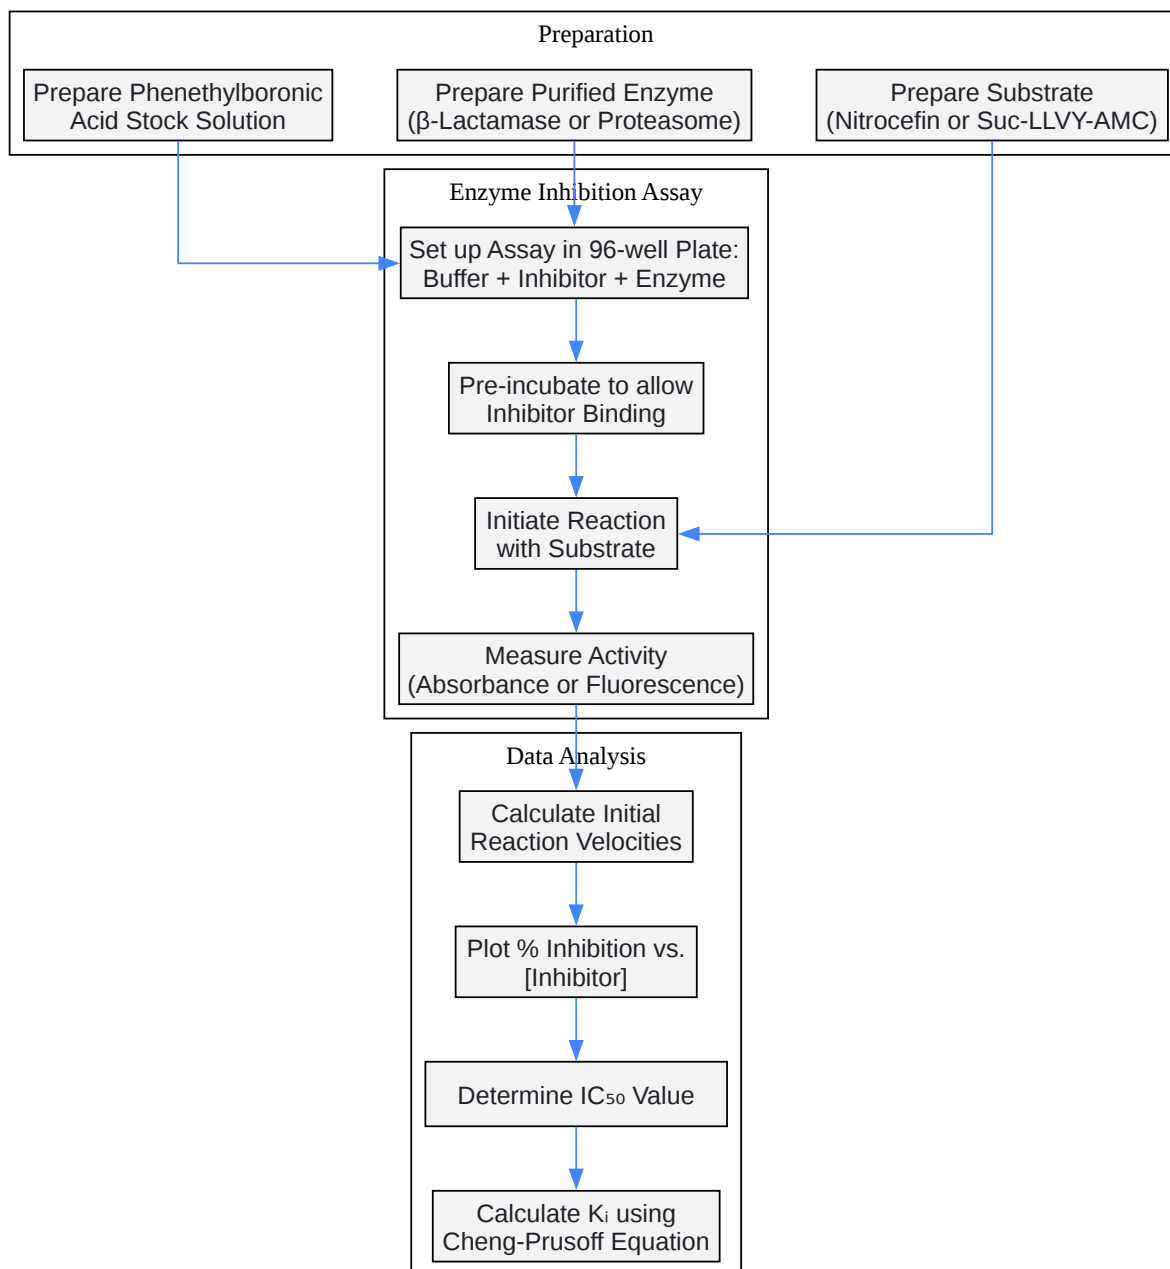 Preparation
Prepare Phenethylboronic
Acid Stock Solution
Prepare Purified Enzyme
(β-Lactamase or Proteasome)
Prepare Substrate
(Nitrocefin or Suc-LLVY-AMC)
Enzyme Inhibition Assay
Set up Assay in 96-well Plate:
Buffer + Inhibitor + Enzyme
Pre-incubate to allow
Inhibitor Binding
Initiate Reaction
with Substrate
Measure Activity
(Absorbance or Fluorescence)
Data Analysis
Calculate Initial
Reaction Velocities
Plot % Inhibition vs.
[Inhibitor]
Determine IC₅₀ Value
Calculate Kᵢ using
Cheng-Prusoff Equation